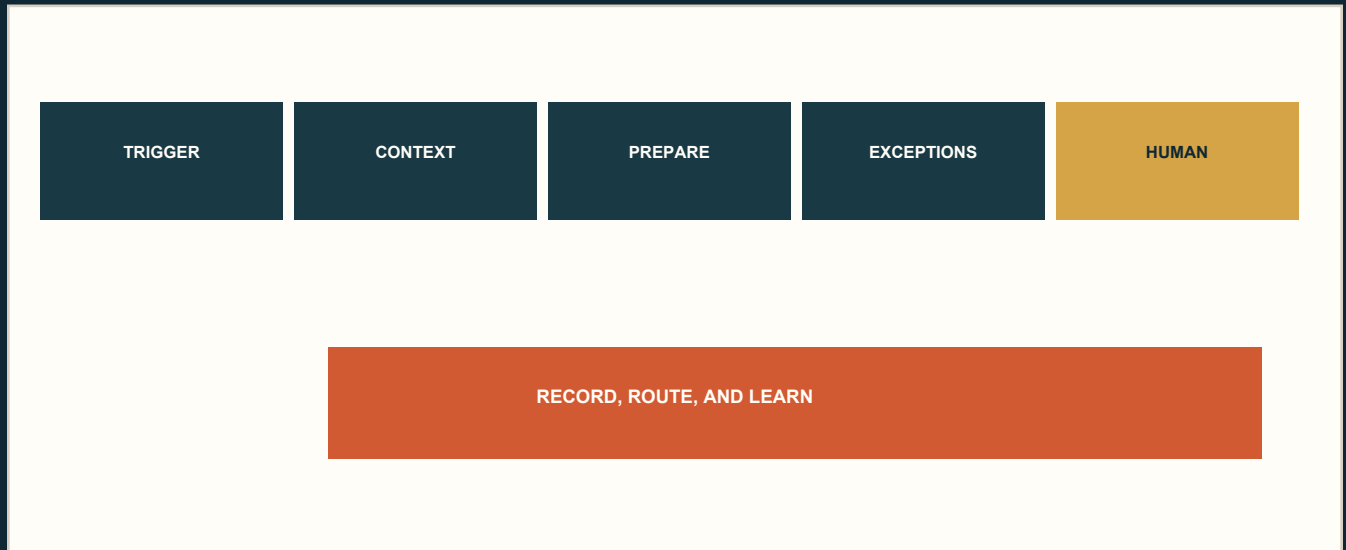 TRIGGER
CONTEXT
PREPARE
EXCEPTIONS
HUMAN
RECORD, ROUTE, AND LEARN